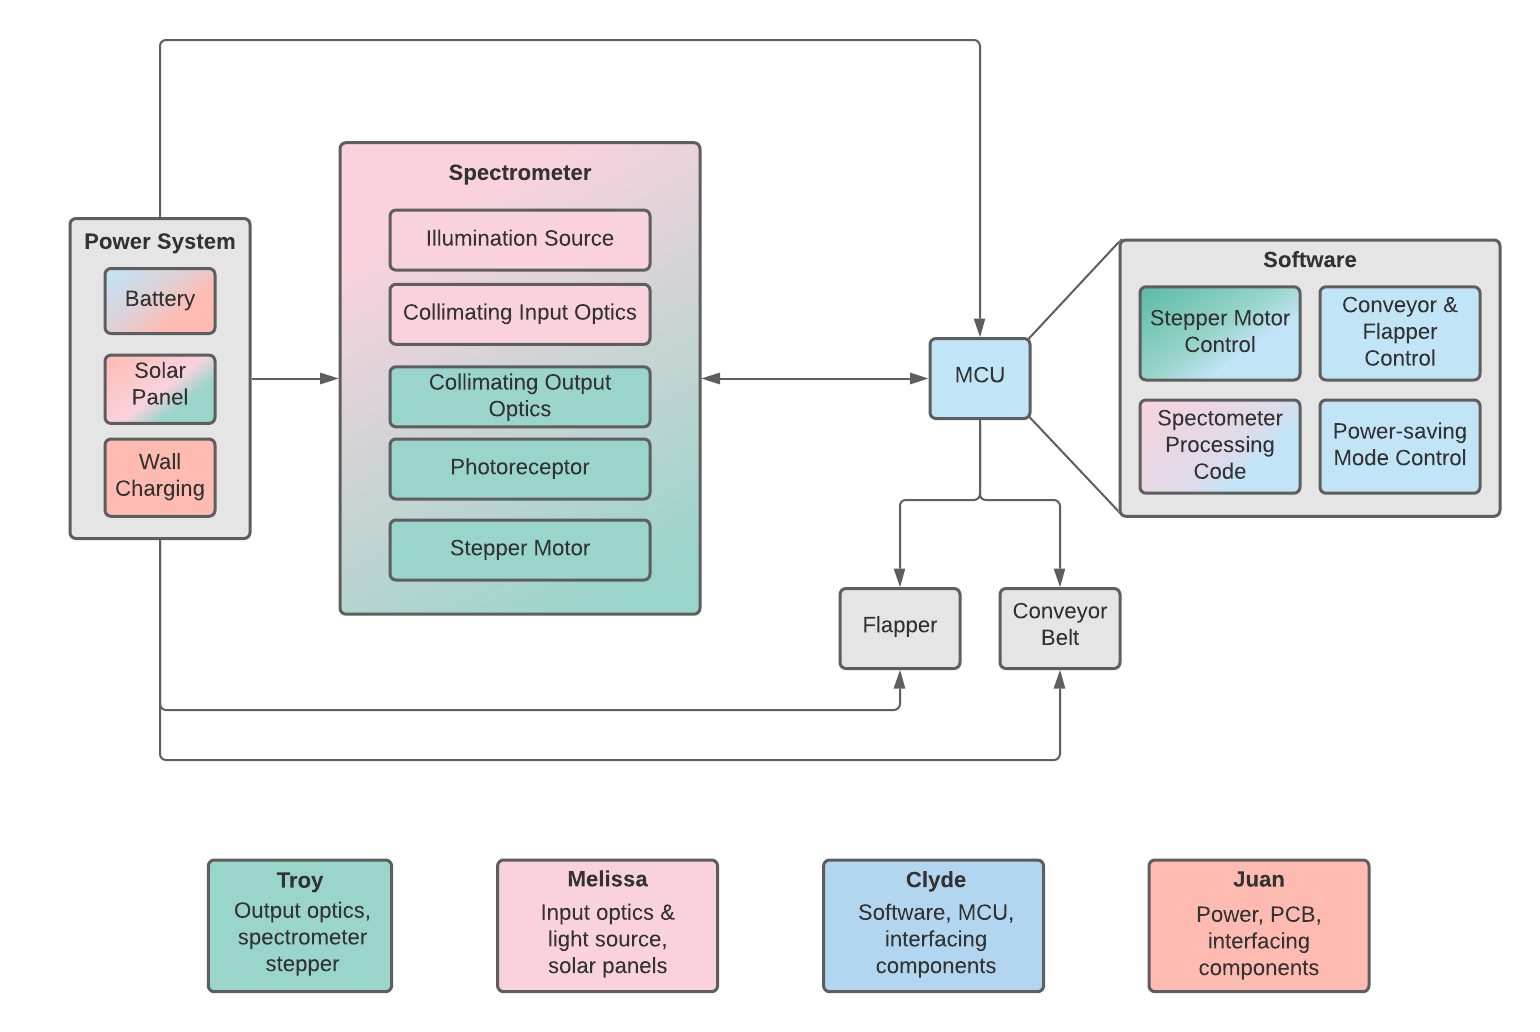 Power System
Battery
Solar
Panel
Wall
Charging
Spectrometer
Illumination Source
Collimating Input Optics
Collimating Output
Optics
Photoreceptor
Stepper Motor
MCU
Flapper
Conveyor
Belt
Software
Stepper Motor
Control
Conveyor &
Flapper
Control
Spectometer
Processing
Code
Power-saving
Mode Control
Troy
Output optics,
spectrometer
stepper
Melissa
Input optics &
light source,
solar panels
Clyde
Software, MCU,
interfacing
components
Juan
Power, PCB,
interfacing
components